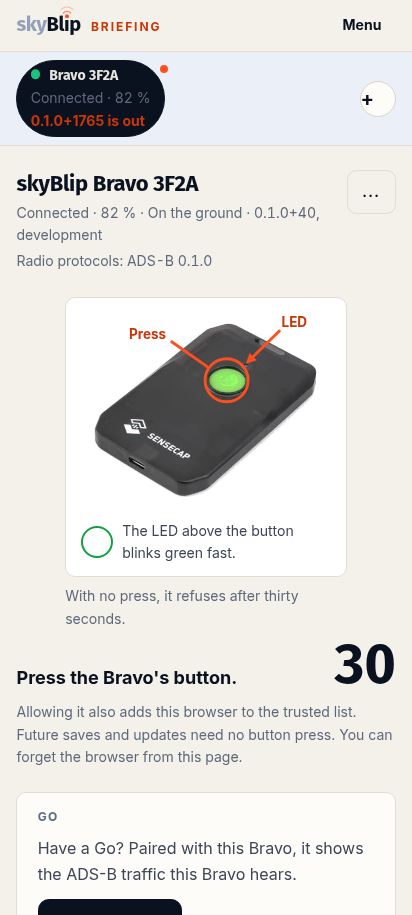 skyBlip BRIEFING
Menu
Bravo 3F2A
Connected · 82 %
0.1.0+1765 is out
+
skyBlip Bravo 3F2A
...
Connected · 82 % · On the ground · 0.1.0+40,
development
Radio protocols: ADS-B 0.1.0
LED
Press
SENSECAP
The LED above the button
blinks green fast.
With no press, it refuses after thirty
seconds.
Press the Bravo's button.
30
Allowing it also adds this browser to the trusted list.
Future saves and updates need no button press. You can
forget the browser from this page.
GO
Have a Go? Paired with this Bravo, it shows
the ADS-B traffic this Bravo hears.